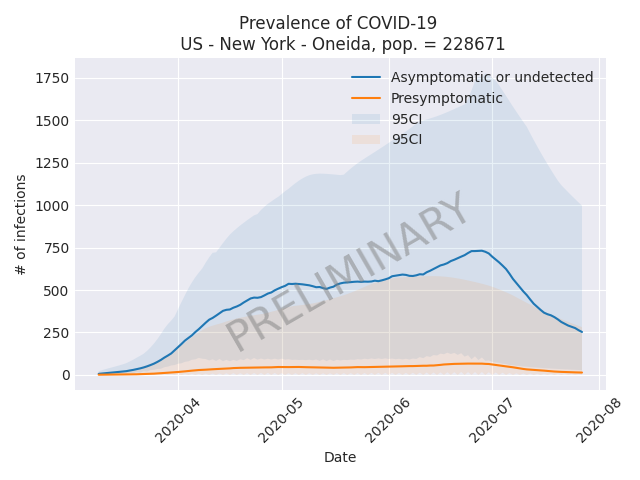 Prevalence of COVID-19
US - New York - Oneida, pop. = 228671
Asymptomatic or undetected
Presymptomatic
95CI
95CI
1750
1500
1250
1000
750
500
250
0
# of infections
PRELIMINARY
2020-04
2020-05
2020-06
2020-07
2020-08
Date